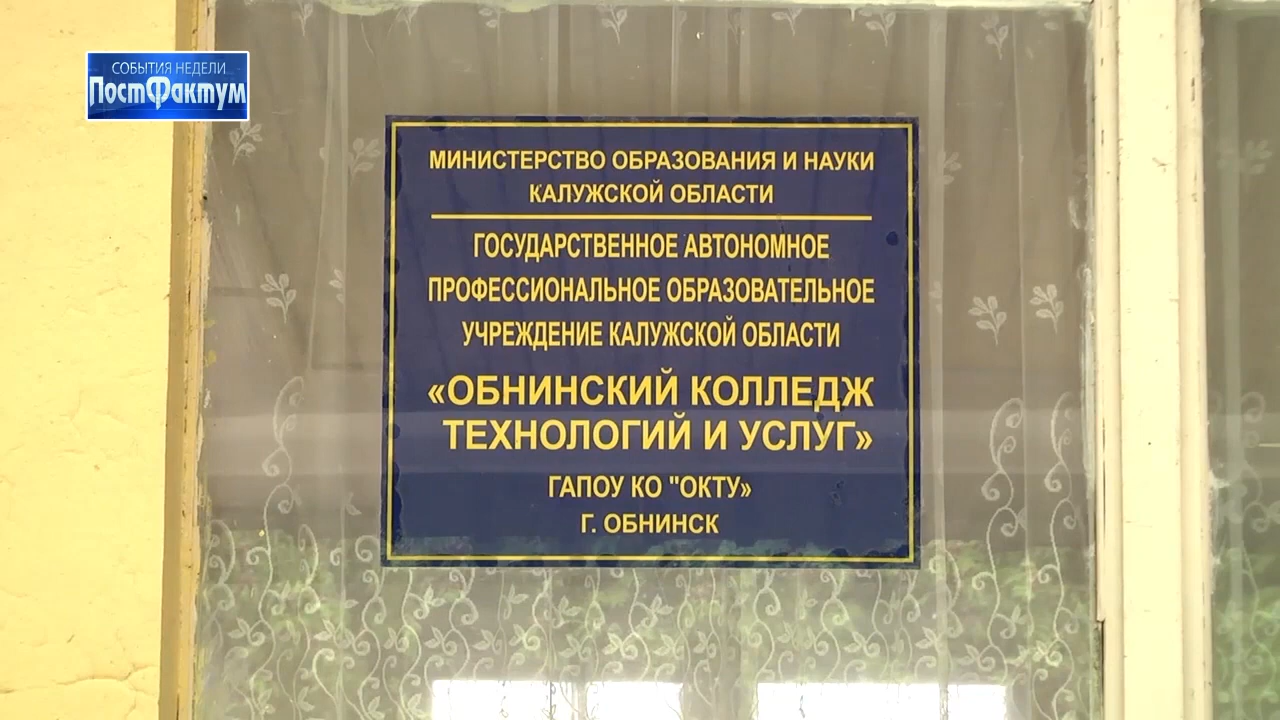 СОБЫТИЯ НЕДЕЛИ...
ПостФактум
МИНИСТЕРСТВО ОБРАЗОВАНИЯ И НАУКИ
КАЛУЖСКОЙ ОБЛАСТИ
ГОСУДАРСТВЕННОЕ АВТОНОМНОЕ
ПРОФЕССИОНАЛЬНОЕ ОБРАЗОВАТЕЛЬНОЕ
УЧРЕЖДЕНИЕ КАЛУЖСКОЙ ОБЛАСТИ
«ОБНИНСКИЙ КОЛЛЕДЖ
ТЕХНОЛОГИЙ И УСЛУГ»
ГАПОУ КО "ОКТУ»
Г. ОБНИНСК